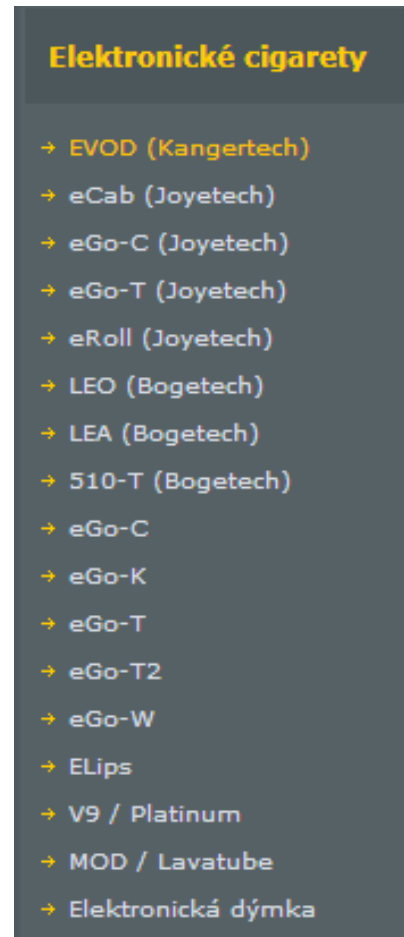 Elektronické cigarety
→ EVOD (Kangertech)
→ eCab (Joyetech)
→ eGo-C (Joyetech)
→ eGo-T (Joyetech)
→ eRoll (Joyetech)
→ LEO (Bogetech)
→ LEA (Bogetech)
→ 510-T (Bogetech)
→ eGo-C
→ eGo-K
→ eGo-T
→ eGo-T2
→ eGo-W
→ ELips
→ V9 / Platinum
→ MOD / Lavatube
→ Elektronická dýmka